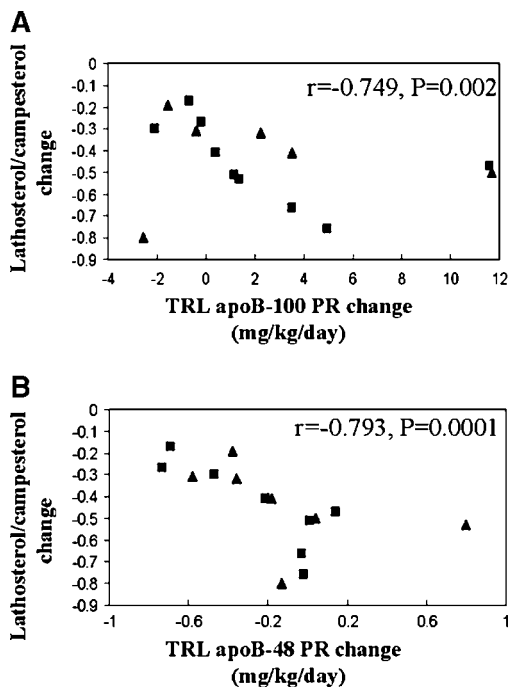 A
Lathosterol/campesterol
change
0
-0.1
-0.2
-0.3
-0.4
-0.5
-0.6
-0.7
-0.8
-0.9
r=-0.749, P=0.002
-4 -2 0 2 4 6 8 10 12
TRL apoB-100 PR change
(mg/kg/day)
B
Lathosterol/campesterol
change
0
-0.1
-0.2
-0.3
-0.4
-0.5
-0.6
-0.7
-0.8
-0.9
r=-0.793, P=0.0001
-1 -0.6 -0.2 0.2 0.6 1
TRL apoB-48 PR change
(mg/kg/day)